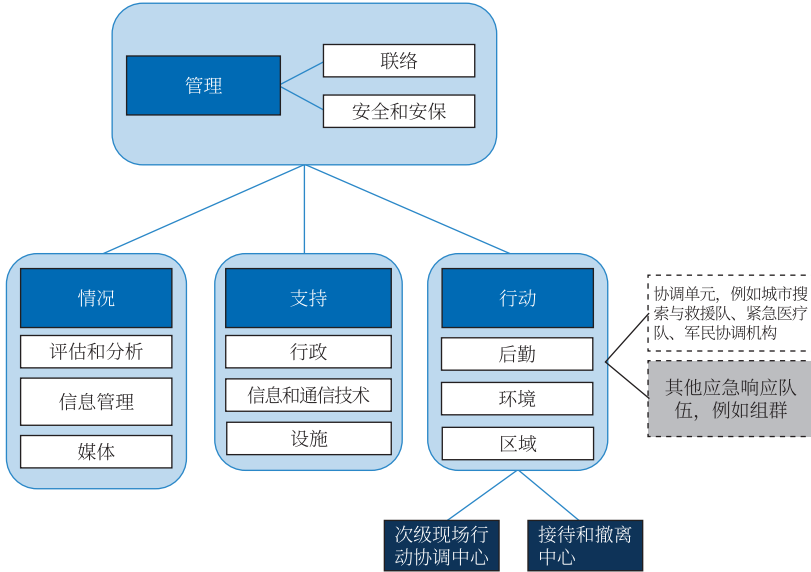 管理
联络
安全和安保
情况
评估和分析
信息管理
媒体
支持
行政
信息和通信技术
设施
行动
后勤
环境
区域
协调单元，例如城市搜
索与救援队、紧急医疗
队、军民协调机构
其他应急响应队
伍，例如组群
次级现场行
动协调中心
接待和撤离
中心